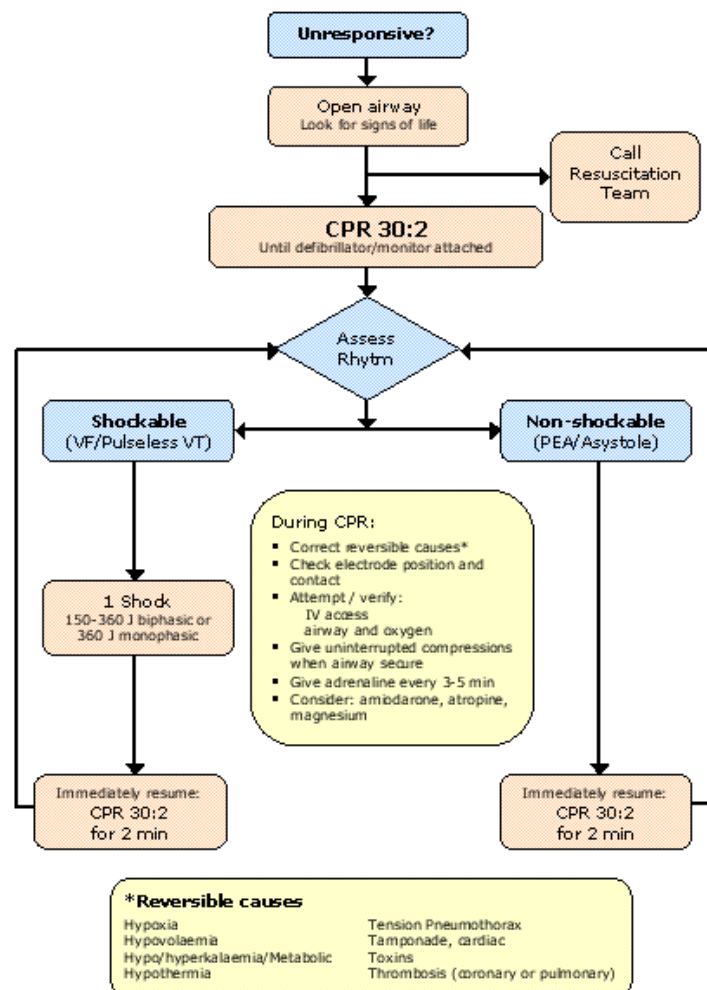 Unresponsive?
Open airway
Look for signs of life
Call
Resuscitation
Team
CPR 30:2
Until defibrillator/monitor attached
Assess
Rhytm
Shockable
(VF/Pulseless VT)
Non-shockable
(PEA/Asystole)
During CPR:
▪ Correct reversible causes*
▪ Check electrode position and
contact
▪ Attempt / verify:
IV access
airway and oxygen
▪ Give uninterrupted compressions
when airway secure
▪ Give adrenaline every 3-5 min
▪ Consider: amiodarone, atropine,
magnesium
1 Shock
150-360 J biphasic or
360 J monophasic
Immediately resume:
CPR 30:2
for 2 min
Immediately resume:
CPR 30:2
for 2 min
*Reversible causes
Hypoxia
Hypovolaemia
Hypo/hyperkalaemia/Metabolic
Hypothermia
Tension Pneumothorax
Tamponade, cardiac
Toxins
Thrombosis (coronary or pulmonary)